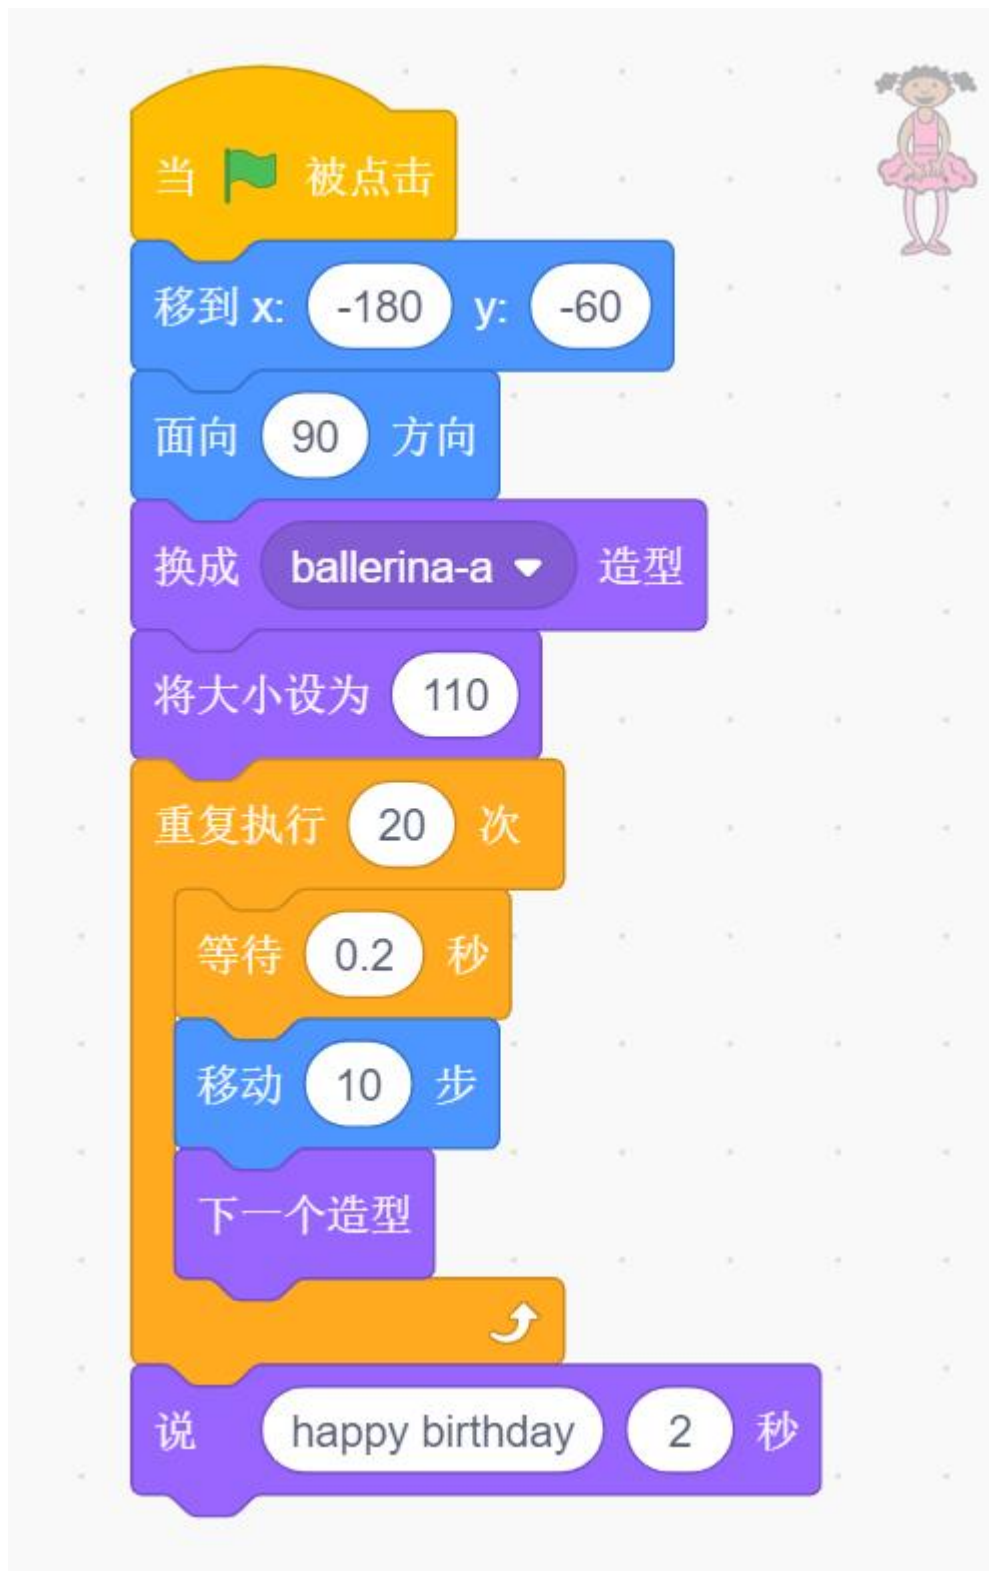 当 被点击
移到 x: -180 y: -60
面向 90 方向
换成 ballerina-a 造型
将大小设为 110
重复执行 20 次
等待 0.2 秒
移动 10 步
下一个造型
说 happy birthday 2 秒